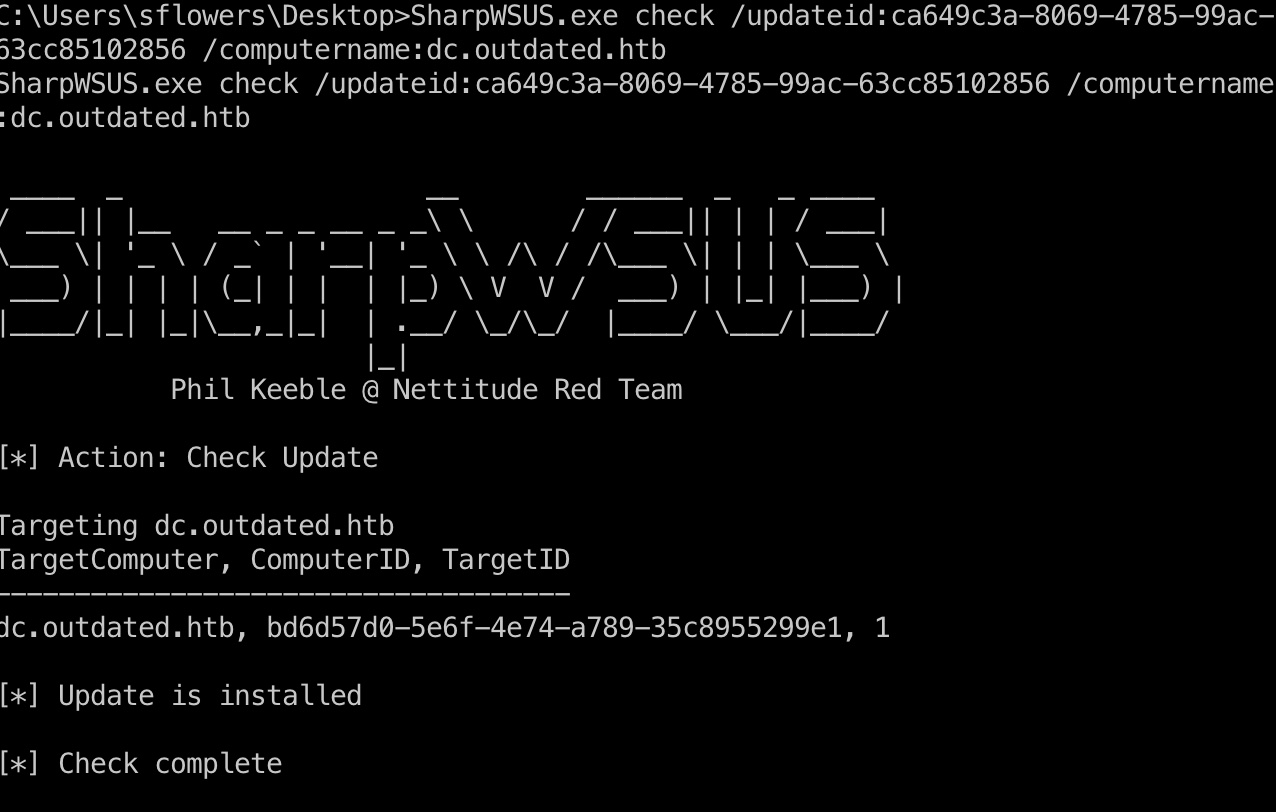 C:\Users\sflowers\Desktop>SharpWSUS.exe check /updateid:ca649c3a-8069-4785-99ac-
63cc85102856 /computername:dc.outdated.htb
SharpWSUS.exe check /updateid:ca649c3a-8069-4785-99ac-63cc85102856 /computername
:dc.outdated.htb
SharpWSUS
Phil Keeble @ Nettitude Red Team
[*] Action: Check Update
Targeting dc.outdated.htb
TargetComputer, ComputerID, TargetID
------------------------------------
dc.outdated.htb, bd6d57d0-5e6f-4e74-a789-35c8955299e1, 1
[*] Update is installed
[*] Check complete